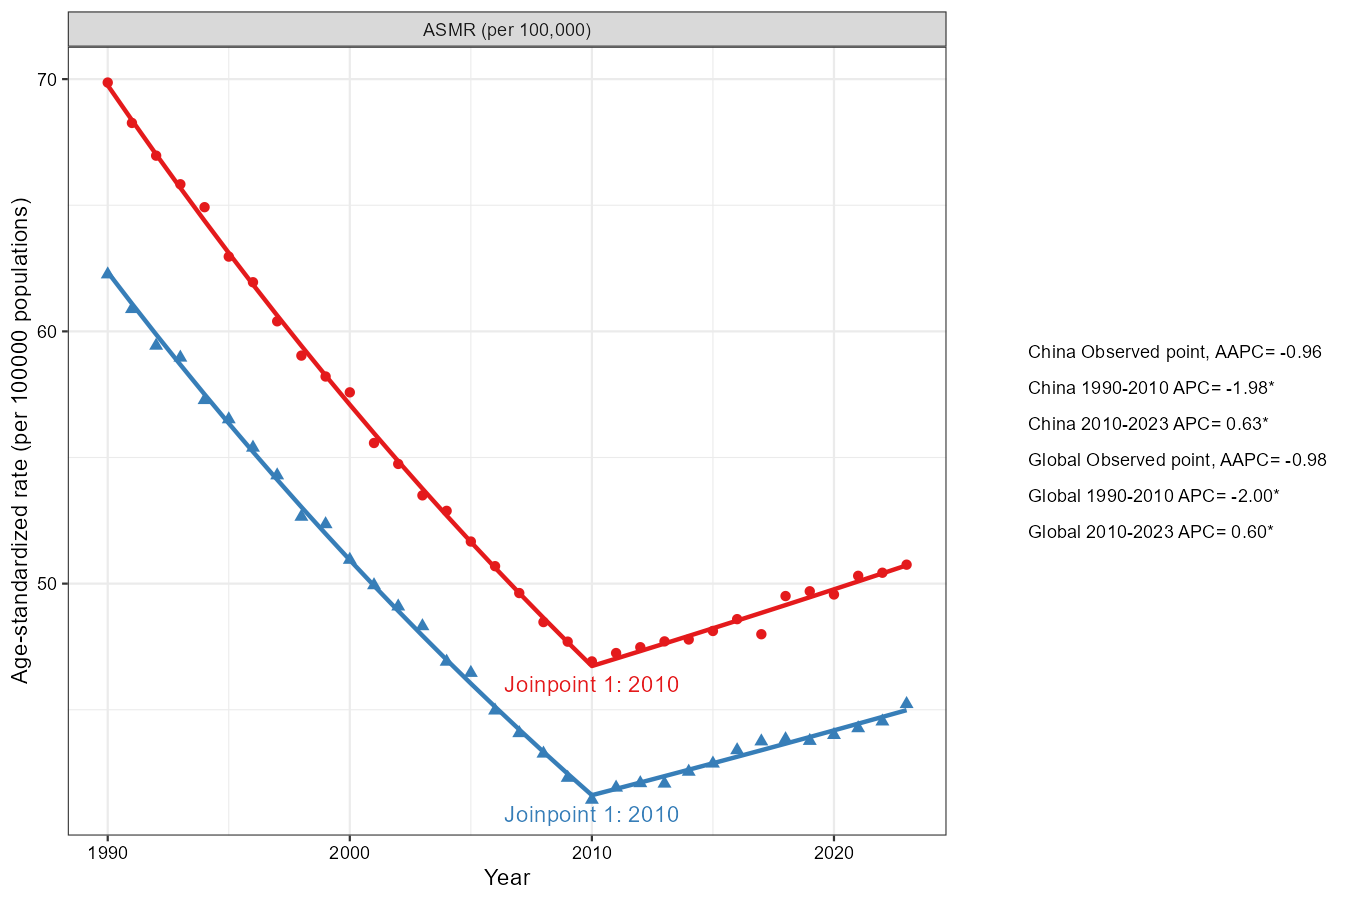 ASMR (per 100,000)
Age-standardized rate (per 100000 populations)
70
60
50
Joinpoint 1: 2010
Joinpoint 1: 2010
1990
2000
2010
2020
Year
China Observed point, AAPC= -0.96
China 1990-2010 APC= -1.98*
China 2010-2023 APC= 0.63*
Global Observed point, AAPC= -0.98
Global 1990-2010 APC= -2.00*
Global 2010-2023 APC= 0.60*